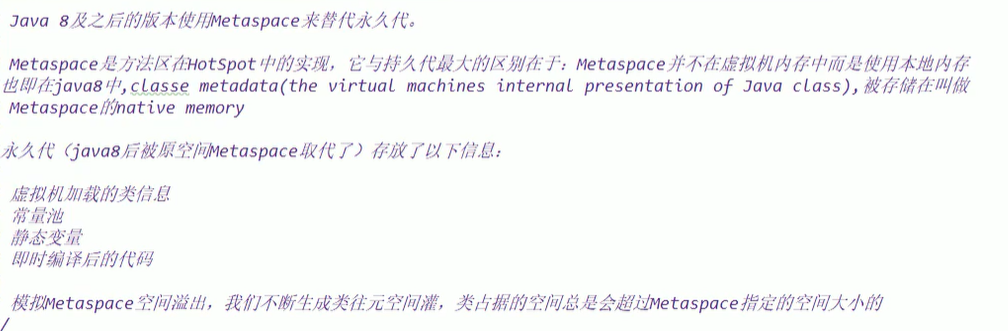 Java 8及之后的版本使用Metaspace来替代永久代。
Metaspace是方法区在HotSpot中的实现，它与持久代最大的区别在于：Metaspace并不在虚拟机内存中而是使用本地内存
也即在java8中,classe metadata(the virtual machines internal presentation of Java class),被存储在叫做
Metaspace的native memory
永久代（java8后被原空间Metaspace取代了）存放了以下信息：
虚拟机加载的类信息
常量池
静态变量
即时编译后的代码
模拟Metaspace空间溢出，我们不断生成类往元空间灌，类占据的空间总是会超过Metaspace指定的空间大小的
/